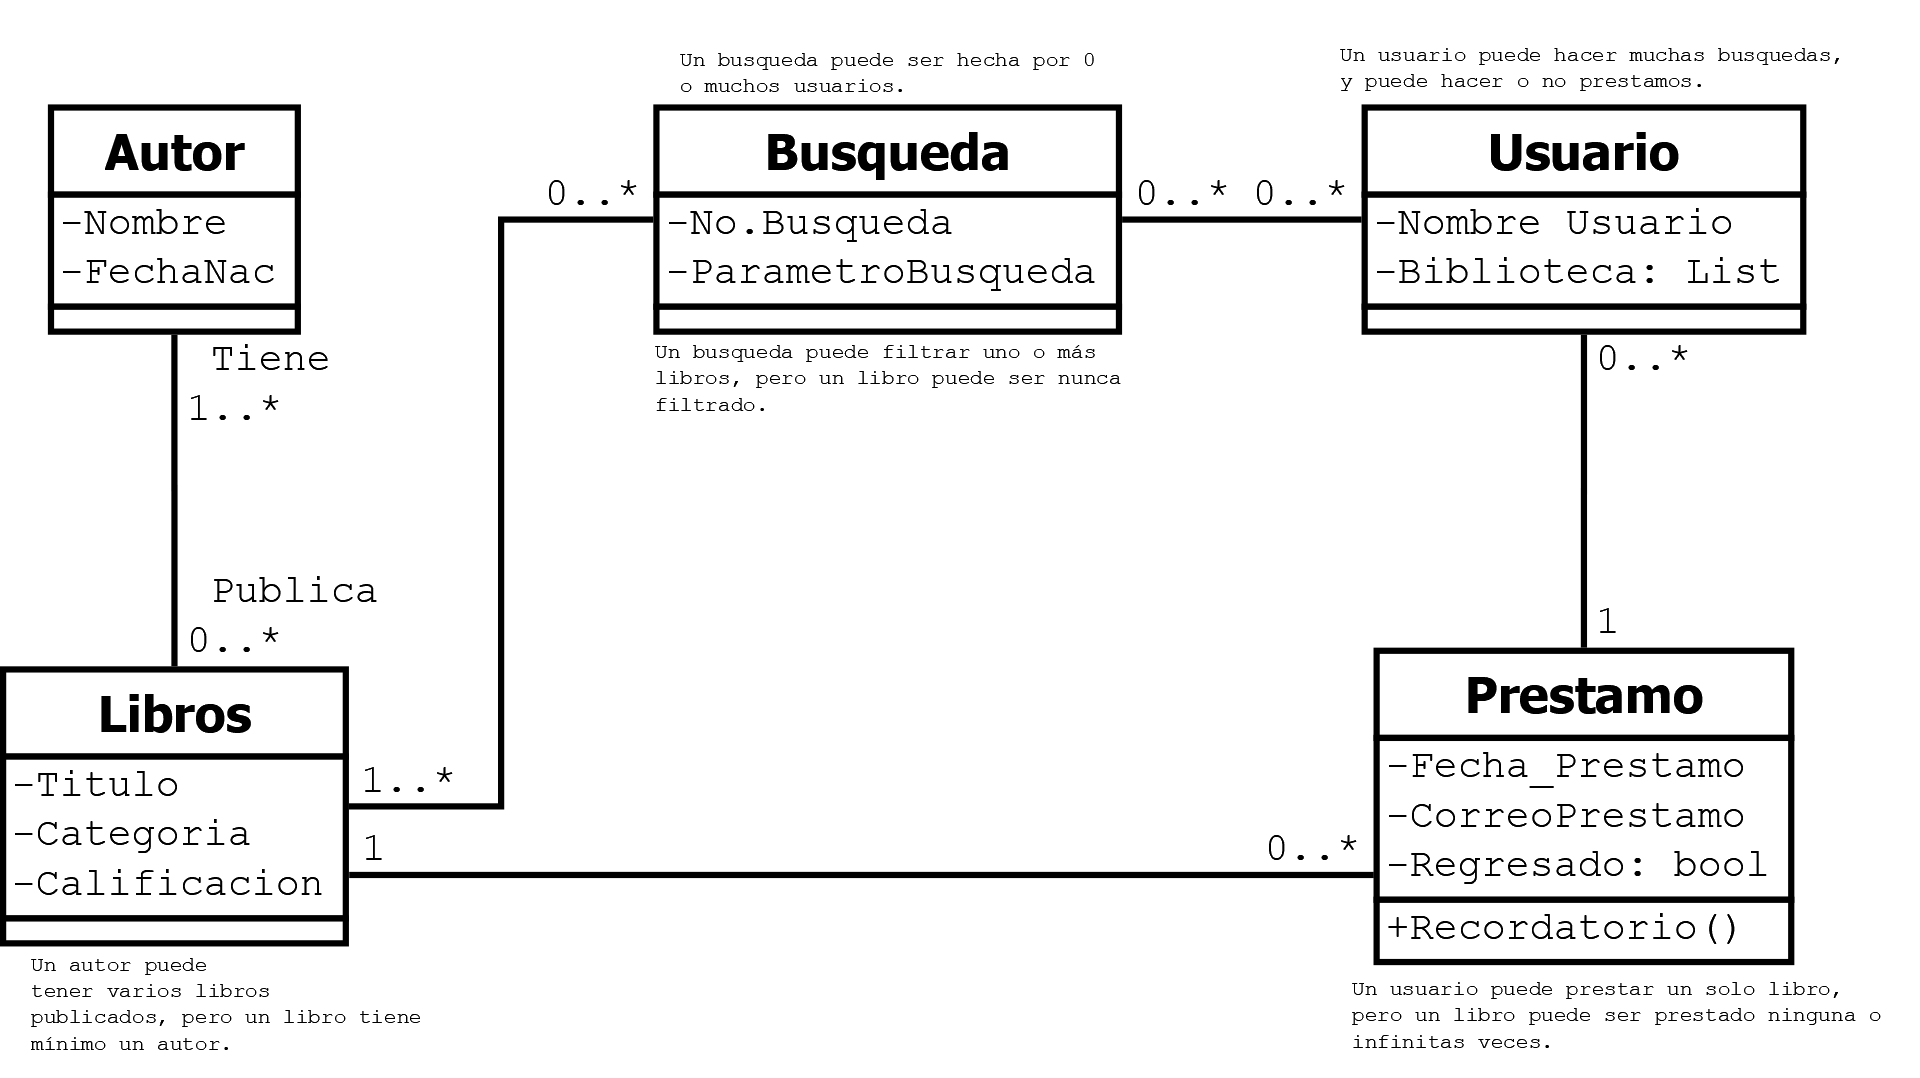 Un busqueda puede ser hecha por 0
o muchos usuarios.
Un usuario puede hacer muchas busquedas,
y puede hacer o no prestamos.
Autor
-Nombre
-FechaNac
Busqueda
-No.Busqueda
-ParametroBusqueda
Usuario
-Nombre Usuario
-Biblioteca: List
0..*
0..*
0..*
Tiene
1..*
Un busqueda puede filtrar uno o más
libros, pero un libro puede ser nunca
filtrado.
0..*
Publica
0..*
1
Libros
-Titulo
-Categoria
-Calificacion
1..*
1
0..*
Prestamo
-Fecha_Prestamo
-CorreoPrestamo
-Regresado: bool
+Recordatorio()
Un autor puede
tener varios libros
publicados, pero un libro tiene
mínimo un autor.
Un usuario puede prestar un solo libro,
pero un libro puede ser prestado ninguna o
infinitas veces.